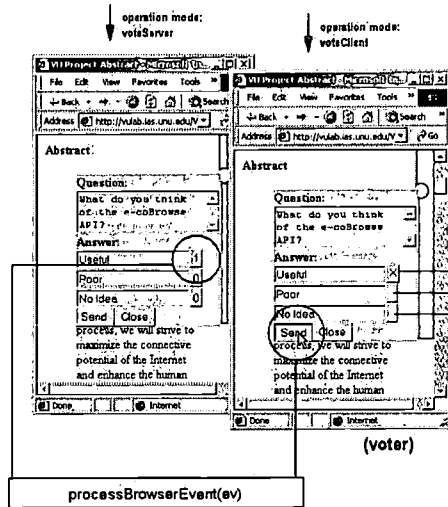 operation mode:
voteServer
operation mode:
voteClient
VU Project Abstract - Microsoft
File Edit View Favorites Tools »
Back Search
Address http://vulab.ias.unu.edu/V
Abstract
Question:
What do you think
of the e-coBrowse
API?
Answer:
Useful 1
Poor 0
No Idea 0
Send Close
process, we will strive to
maximize the connective
potential of the Internet
and enhance the human
Done Internet
VU Project Abstract
File Edit View Favorites Tools »
Back Search
Address http://vulab.ias.unu.edu/V Go
Abstract
Question:
What do you think
of the e-coBrowse
API?
Answer:
Useful X
Poor
No Idea
Send Close
process, we will strive to
maximize the connective
potential of the Internet
and enhance the human
Done Internet
(voter)
processBrowserEvent(ev)